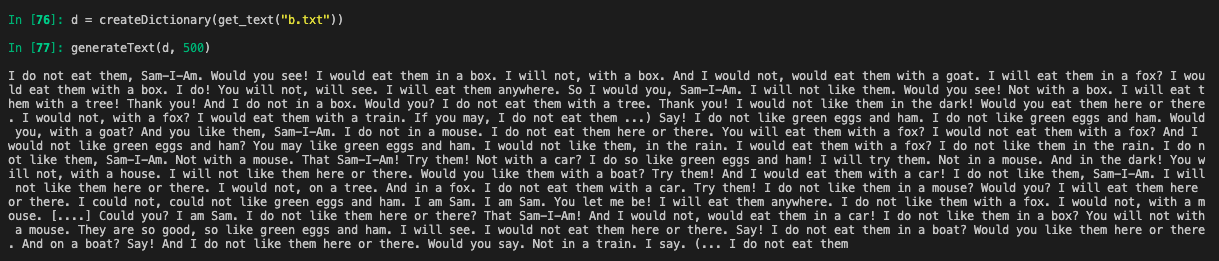 In [76]: d = createDictionary(get_text("b.txt"))
In [77]: generateText(d, 500)
I do not eat them, Sam-I-Am. Would you see! I would eat them in a box. I will not, with a box. And I would not, would eat them with a goat. I will eat them in a fox? I wou
ld eat them with a box. I do! You will not, will see. I will eat them anywhere. So I would you, Sam-I-Am. I will not like them. Would you see! Not with a box. I will eat t
hem with a tree! Thank you! And I do not in a box. Would you? I do not eat them with a tree. Thank you! I would not like them in the dark! Would you eat them here or there
. I would not, with a fox? I would eat them with a train. If you may, I do not eat them ...) Say! I do not like green eggs and ham. I do not like green eggs and ham. Would
you, with a goat? And you like them, Sam-I-Am. I do not in a mouse. I do not eat them here or there. You will eat them with a fox? I would not eat them with a fox? And I
would not like green eggs and ham? You may like green eggs and ham. I would not like them, in the rain. I would eat them with a fox? I do not like them in the rain. I do n
ot like them, Sam-I-Am. Not with a mouse. That Sam-I-Am! Try them! Not with a car? I do so like green eggs and ham! I will try them. Not in a mouse. And in the dark! You w
ill not, with a house. I will not like them here or there. Would you like them with a boat? Try them! And I would eat them with a car! I do not like them, Sam-I-Am. I will
not like them here or there. I would not, on a tree. And in a fox. I do not eat them with a car. Try them! I do not like them in a mouse? Would you? I will eat them here
or there. I could not, could not like green eggs and ham. I am Sam. I am Sam. You let me be! I will eat them anywhere. I do not like them with a fox. I would not, with a m
ouse. [....] Could you? I am Sam. I do not like them here or there? That Sam-I-Am! And I would not, would eat them in a car! I do not like them in a box? You will not with
a mouse. They are so good, so like green eggs and ham. I will see. I would not eat them here or there. Say! I do not eat them in a boat? Would you like them here or there
. And on a boat? Say! And I do not like them here or there. Would you say. Not in a train. I say. (... I do not eat them